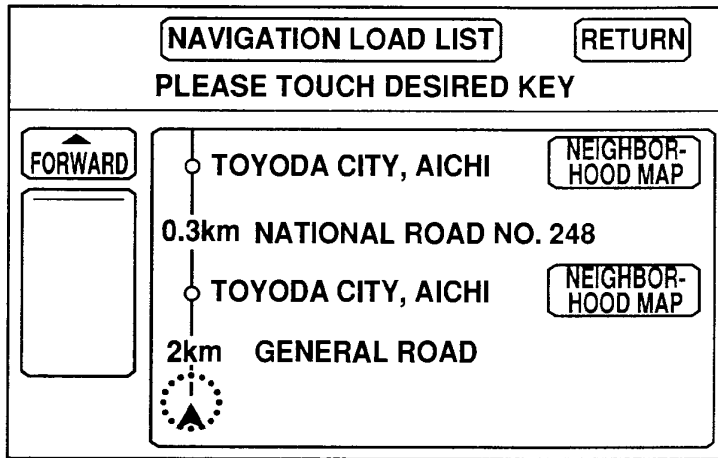 NAVIGATION LOAD LIST
RETURN
PLEASE TOUCH DESIRED KEY
FORWARD
TOYODA CITY, AICHI
NEIGHBOR-
HOOD MAP
0.3km NATIONAL ROAD NO. 248
TOYODA CITY, AICHI
NEIGHBOR-
HOOD MAP
2km GENERAL ROAD